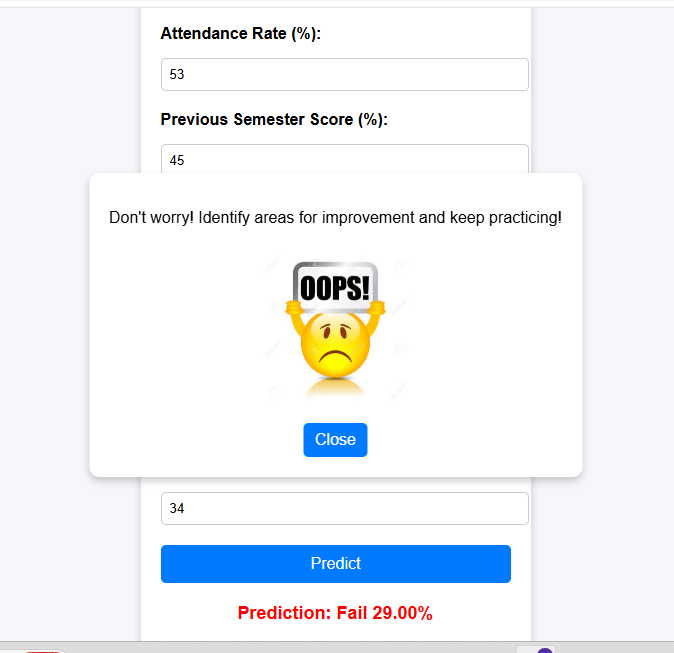 Attendance Rate (%):
53
Previous Semester Score (%):
45
Don't worry! Identify areas for improvement and keep practicing!
OOPS!
Close
34
Predict
Prediction: Fail 29.00%